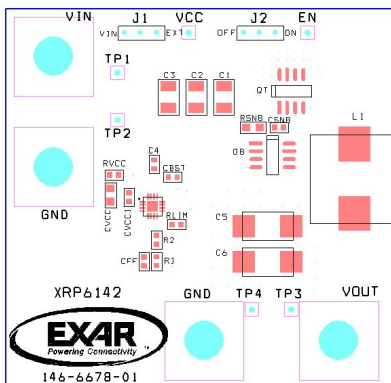 VIN
J1
VCC
J2
EN
VIN
EXT
OFF
ON
TP1
C3
C2
C1
QT
TP2
RSNB
CSNB
L1
QB
C4
RVCC
CBST
GND
CVCC
CVCC1
RLIM
C5
R2
C6
CFF
R1
XRP6142
GND
TP4
TP3
VOUT
EXAR
Powering Connectivity
146-6678-01